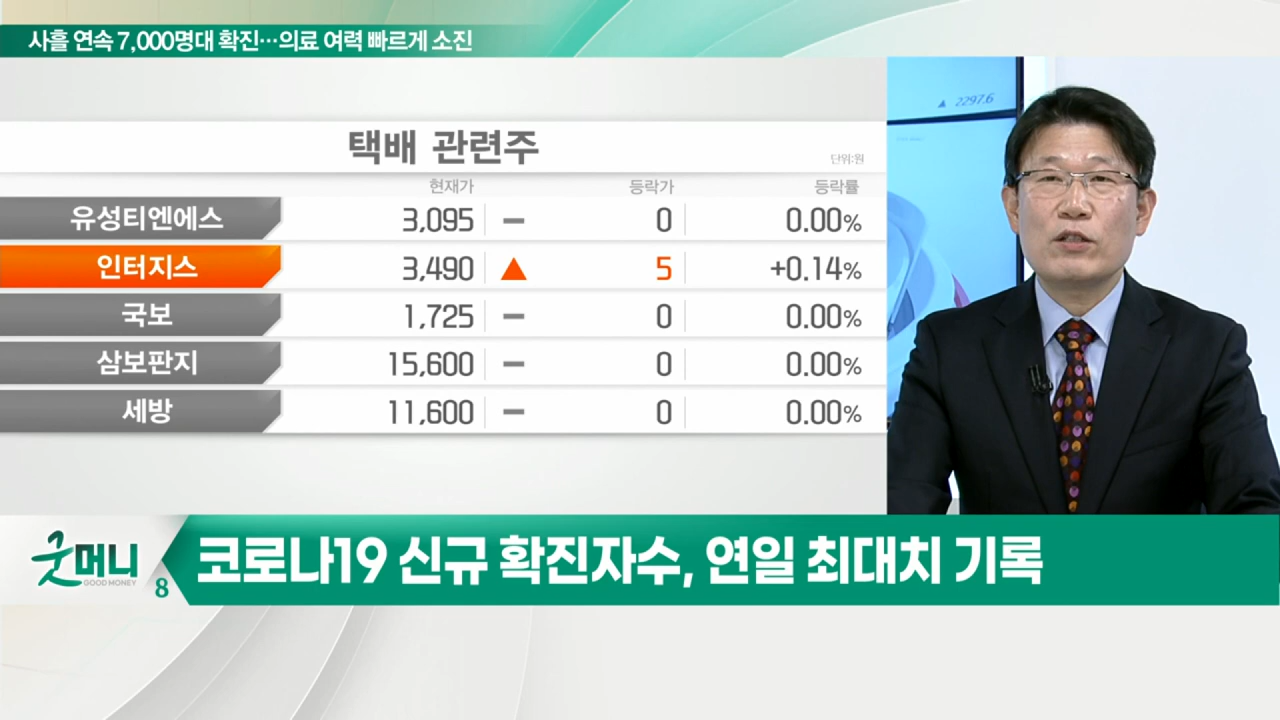 사흘 연속 7,000명대 확진…의료 여력 빠르게 소진
▲ 2297.6
택배 관련주
단위:원
현재가 등락가 등락률
유성티엔에스 3,095 — 0 0.00%
인터지스 3,490 ▲ 5 +0.14%
국보 1,725 — 0 0.00%
삼보판지 15,600 — 0 0.00%
세방 11,600 — 0 0.00%
굿머니
GOOD MONEY
8
코로나19 신규 확진자수, 연일 최대치 기록